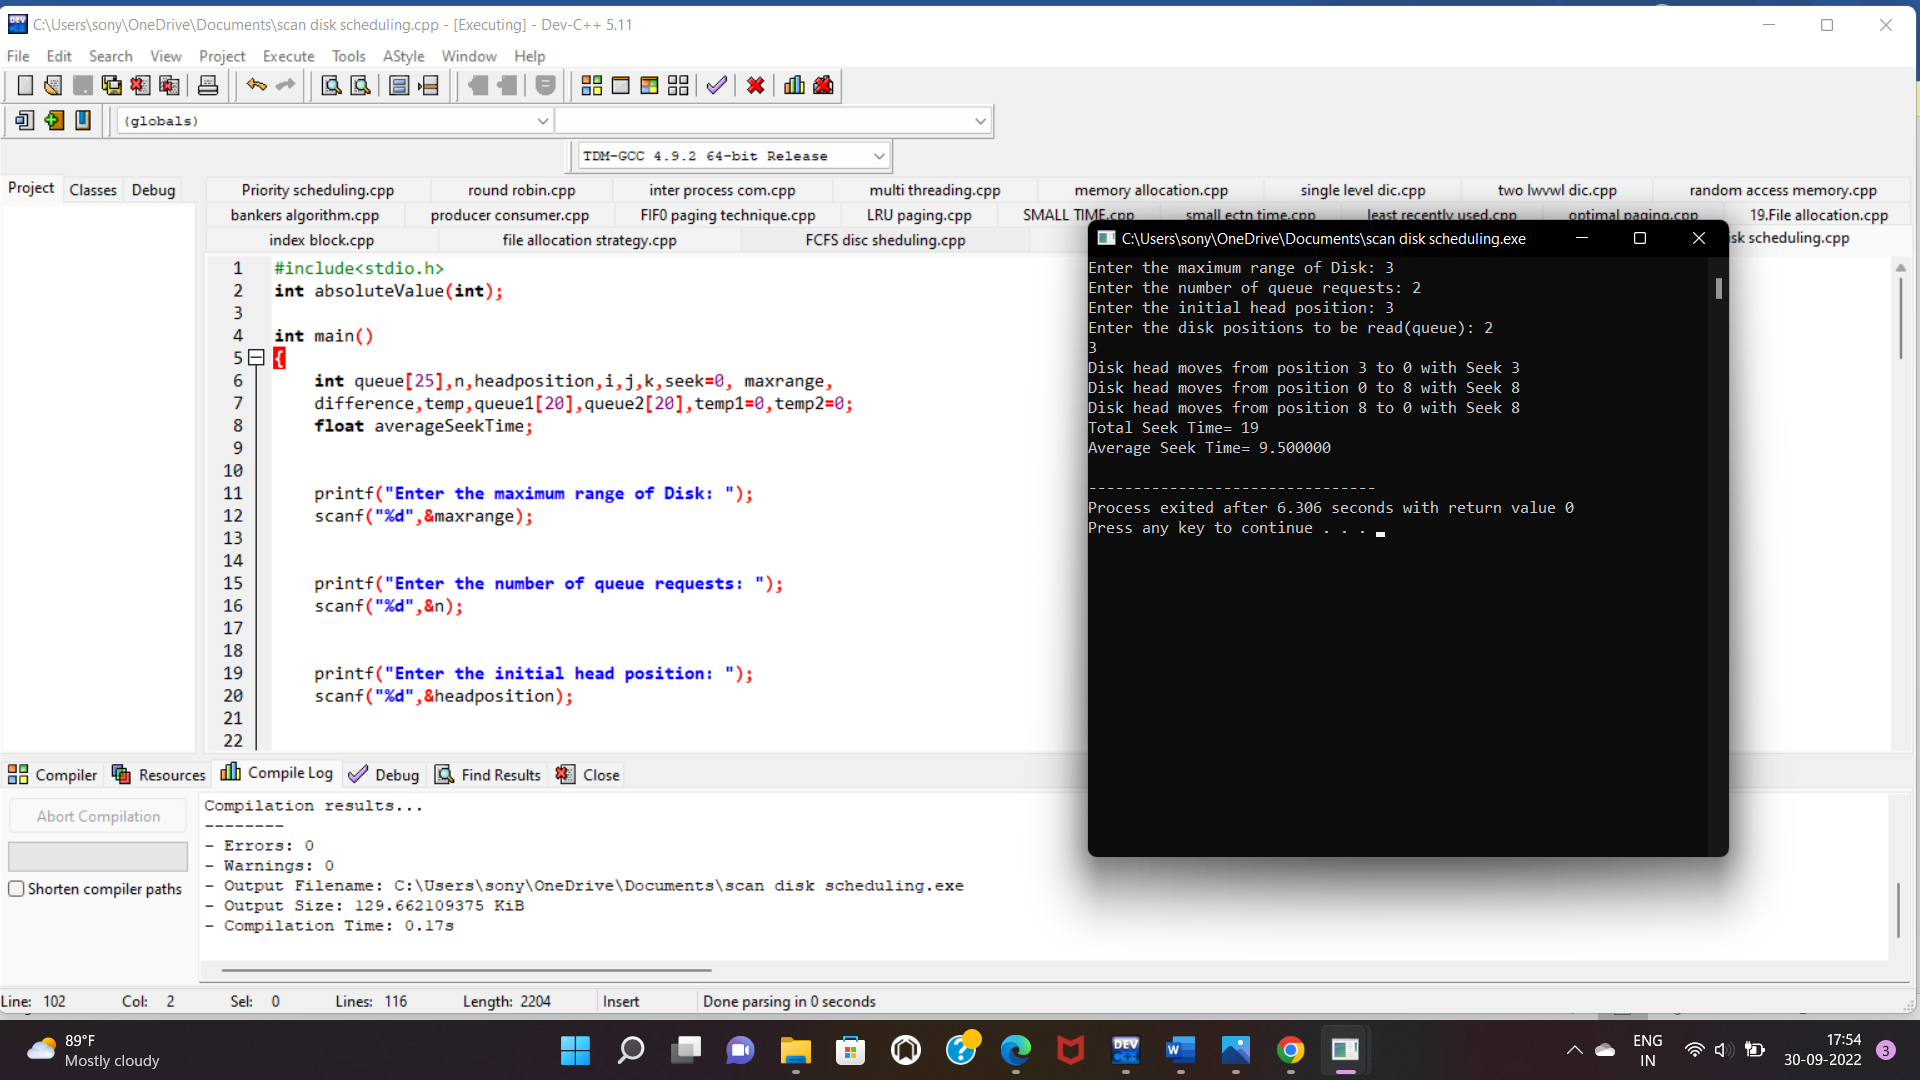 C:\Users\sony\OneDrive\Documents\scan disk scheduling.cpp - [Executing] - Dev-C++ 5.11
File Edit Search View Project Execute Tools AStyle Window Help
(globals)
TDM-GCC 4.9.2 64-bit Release
Project Classes Debug
Priority scheduling.cpp round robin.cpp inter process com.cpp multi threading.cpp memory allocation.cpp single level dic.cpp two lwvwl dic.cpp random access memory.cpp
bankers algorithm.cpp producer consumer.cpp FIF0 paging technique.cpp LRU paging.cpp SMALL TIME.cpp small ectn time.cpp least recently used.cpp optimal paging.cpp 19.File allocation.cpp
index block.cpp file allocation strategy.cpp FCFS disc sheduling.cpp isk scheduling.cpp
1 #include<stdio.h>
2 int absoluteValue(int);
3
4 int main()
5 {
6 int queue[25],n,headposition,i,j,k,seek=0, maxrange,
7 difference,temp,queue1[20],queue2[20],temp1=0,temp2=0;
8 float averageSeekTime;
9
10
11 printf("Enter the maximum range of Disk: ");
12 scanf("%d",&maxrange);
13
14
15 printf("Enter the number of queue requests: ");
16 scanf("%d",&n);
17
18
19 printf("Enter the initial head position: ");
20 scanf("%d",&headposition);
21
22
C:\Users\sony\OneDrive\Documents\scan disk scheduling.exe
Enter the maximum range of Disk: 3
Enter the number of queue requests: 2
Enter the initial head position: 3
Enter the disk positions to be read(queue): 2
3
Disk head moves from position 3 to 0 with Seek 3
Disk head moves from position 0 to 8 with Seek 8
Disk head moves from position 8 to 0 with Seek 8
Total Seek Time= 19
Average Seek Time= 9.500000
--------------------------------
Process exited after 6.306 seconds with return value 0
Press any key to continue . . .
Compiler Resources Compile Log Debug Find Results Close
Abort Compilation
Shorten compiler paths
Compilation results...
--------
- Errors: 0
- Warnings: 0
- Output Filename: C:\Users\sony\OneDrive\Documents\scan disk scheduling.exe
- Output Size: 129.662109375 KiB
- Compilation Time: 0.17s
Line: 102 Col: 2 Sel: 0 Lines: 116 Length: 2204 Insert Done parsing in 0 seconds
89°F
Mostly cloudy
DEV
C++
W
ENG
IN
17:54
30-09-2022
3